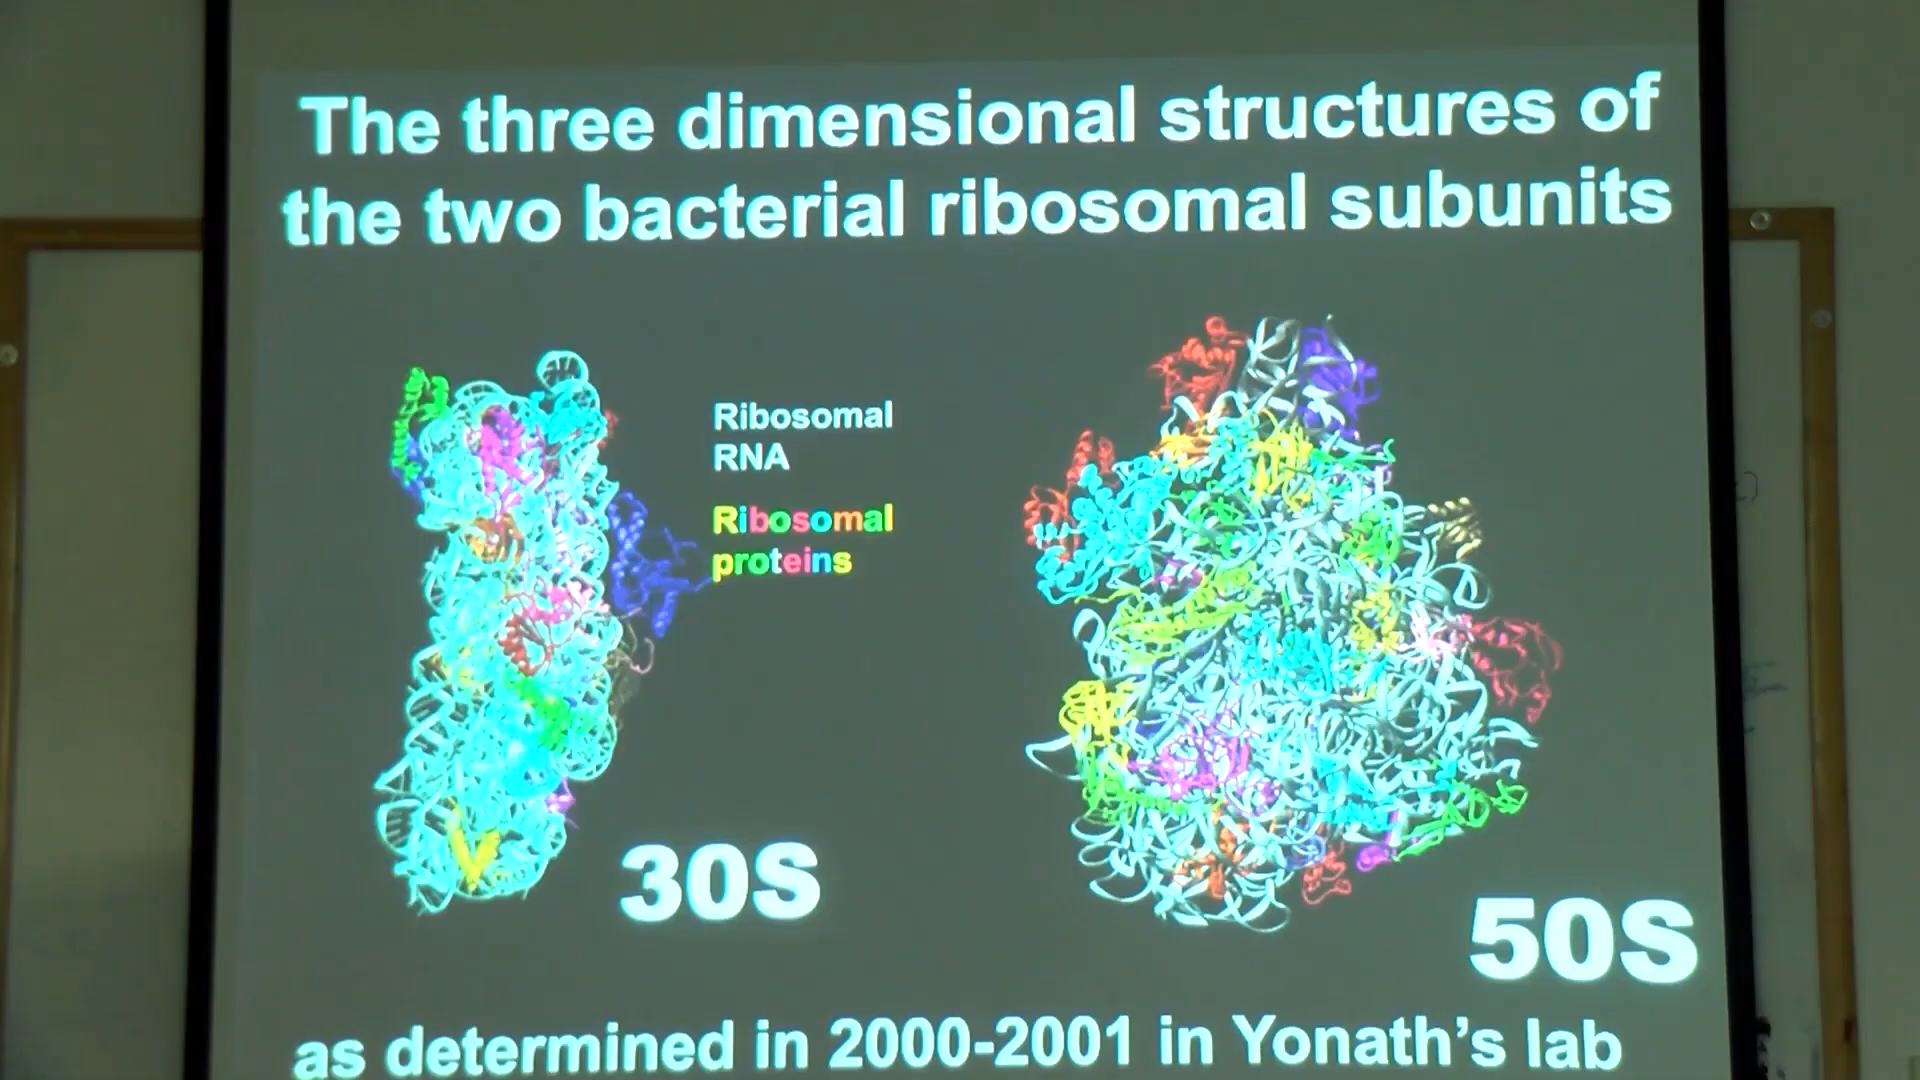 The three dimensional structures of
the two bacterial ribosomal subunits
Ribosomal
RNA
Ribosomal
proteins
30S
50S
as determined in 2000-2001 in Yonath's lab